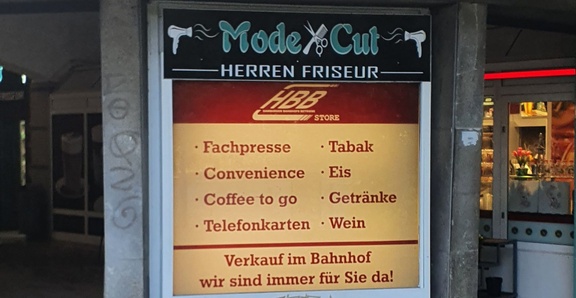 Mode Cut
HERREN FRISEUR
HBB
STORE
· Fachpresse
· Convenience
· Coffee to go
· Telefonkarten
· Tabak
· Eis
· Getränke
· Wein
Verkauf im Bahnhof
wir sind immer für Sie da!